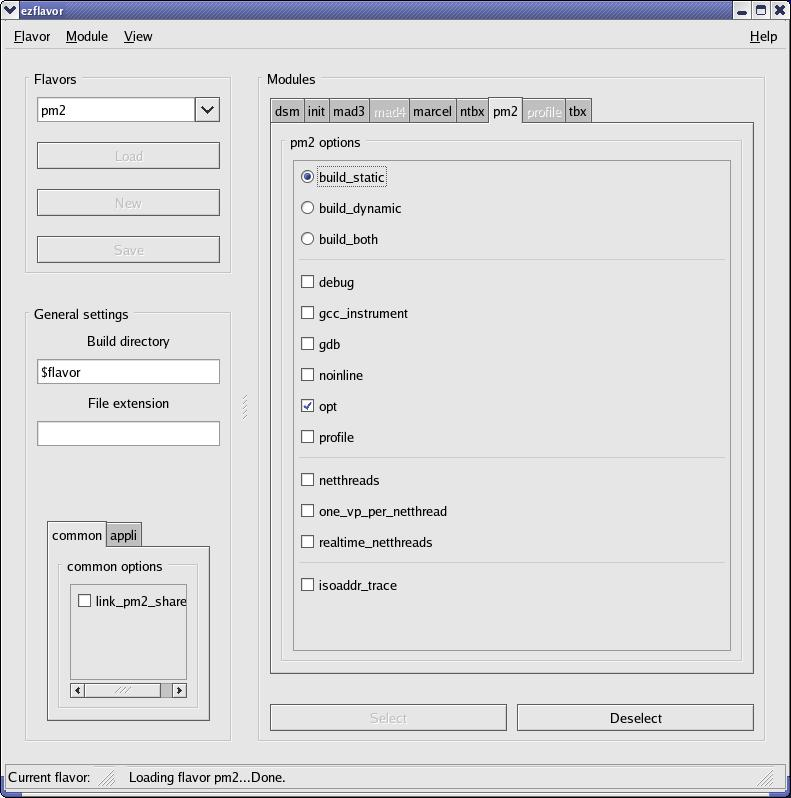 ezflavor
Flavor Module View Help
Flavors
pm2
Load
New
Save
General settings
Build directory
$flavor
File extension
common appli
common options
link_pm2_share
Modules
dsm init mad3 mad4 marcel ntbx pm2 profile tbx
pm2 options
build_static
build_dynamic
build_both
debug
gcc_instrument
gdb
noinline
opt
profile
netthreads
one_vp_per_netthread
realtime_netthreads
isoaddr_trace
Select Deselect
Current flavor: Loading flavor pm2...Done.